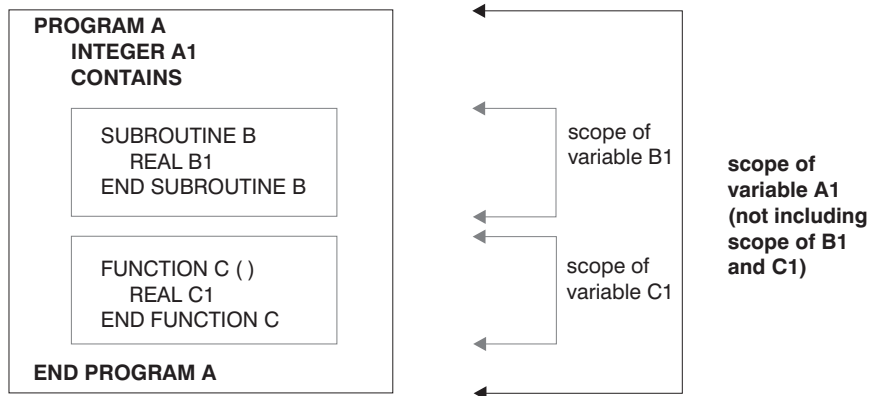 PROGRAM A
INTEGER A1
CONTAINS
SUBROUTINE B
REAL B1
END SUBROUTINE B
FUNCTION C ( )
REAL C1
END FUNCTION C
END PROGRAM A
scope of
variable B1
scope of
variable C1
scope of
variable A1
(not including
scope of B1
and C1)